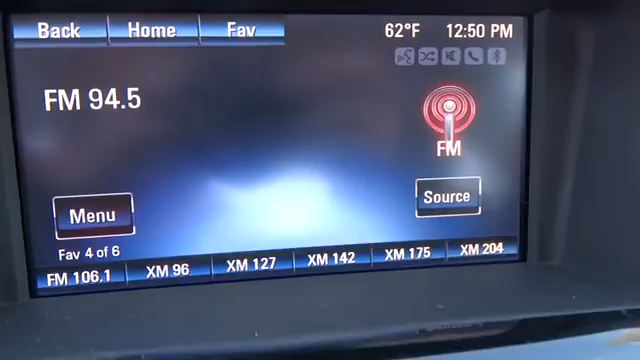 Back Home Fav 62°F 12:50 PM
FM 94.5
FM
Menu Source
Fav 4 of 6
FM 106.1 XM 96 XM 127 XM 142 XM 175 XM 204